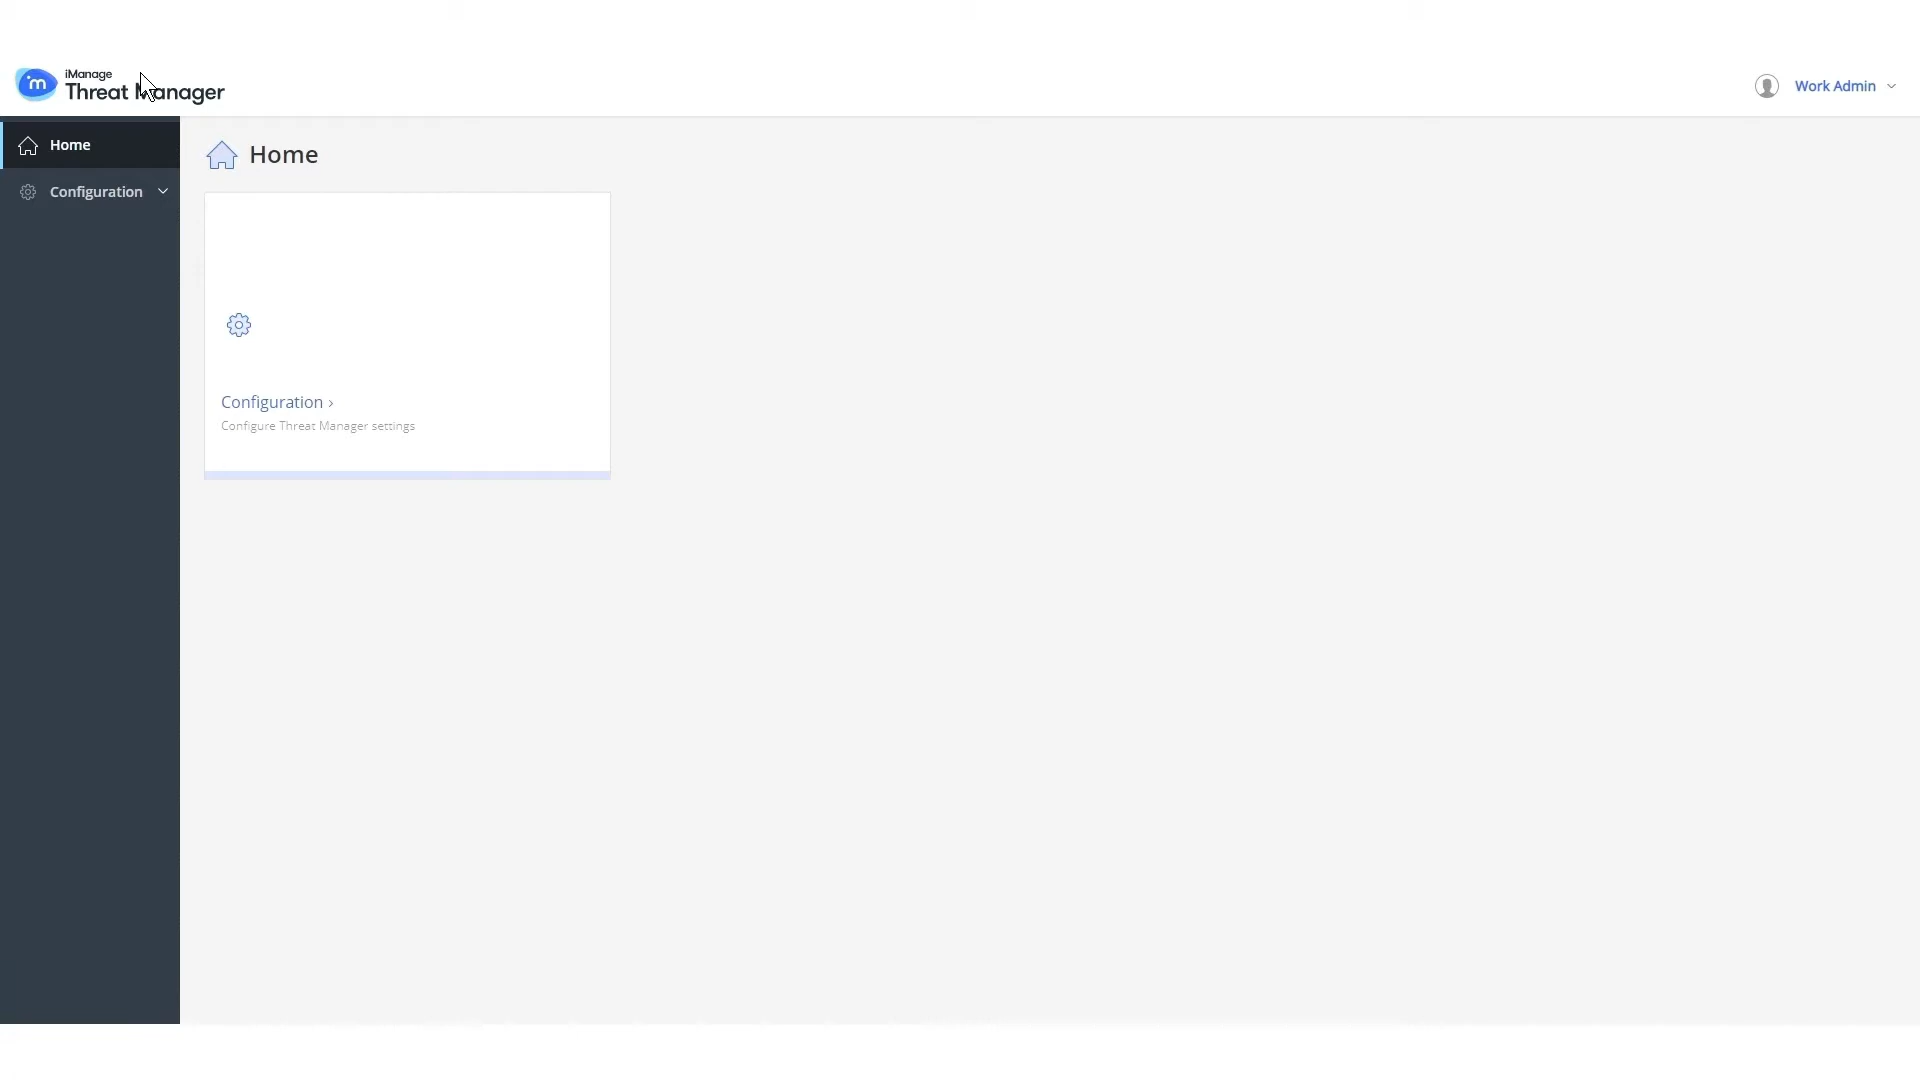 iManage
Threat Manager
Work Admin
Home
Configuration
Home
Configuration ›
Configure Threat Manager settings